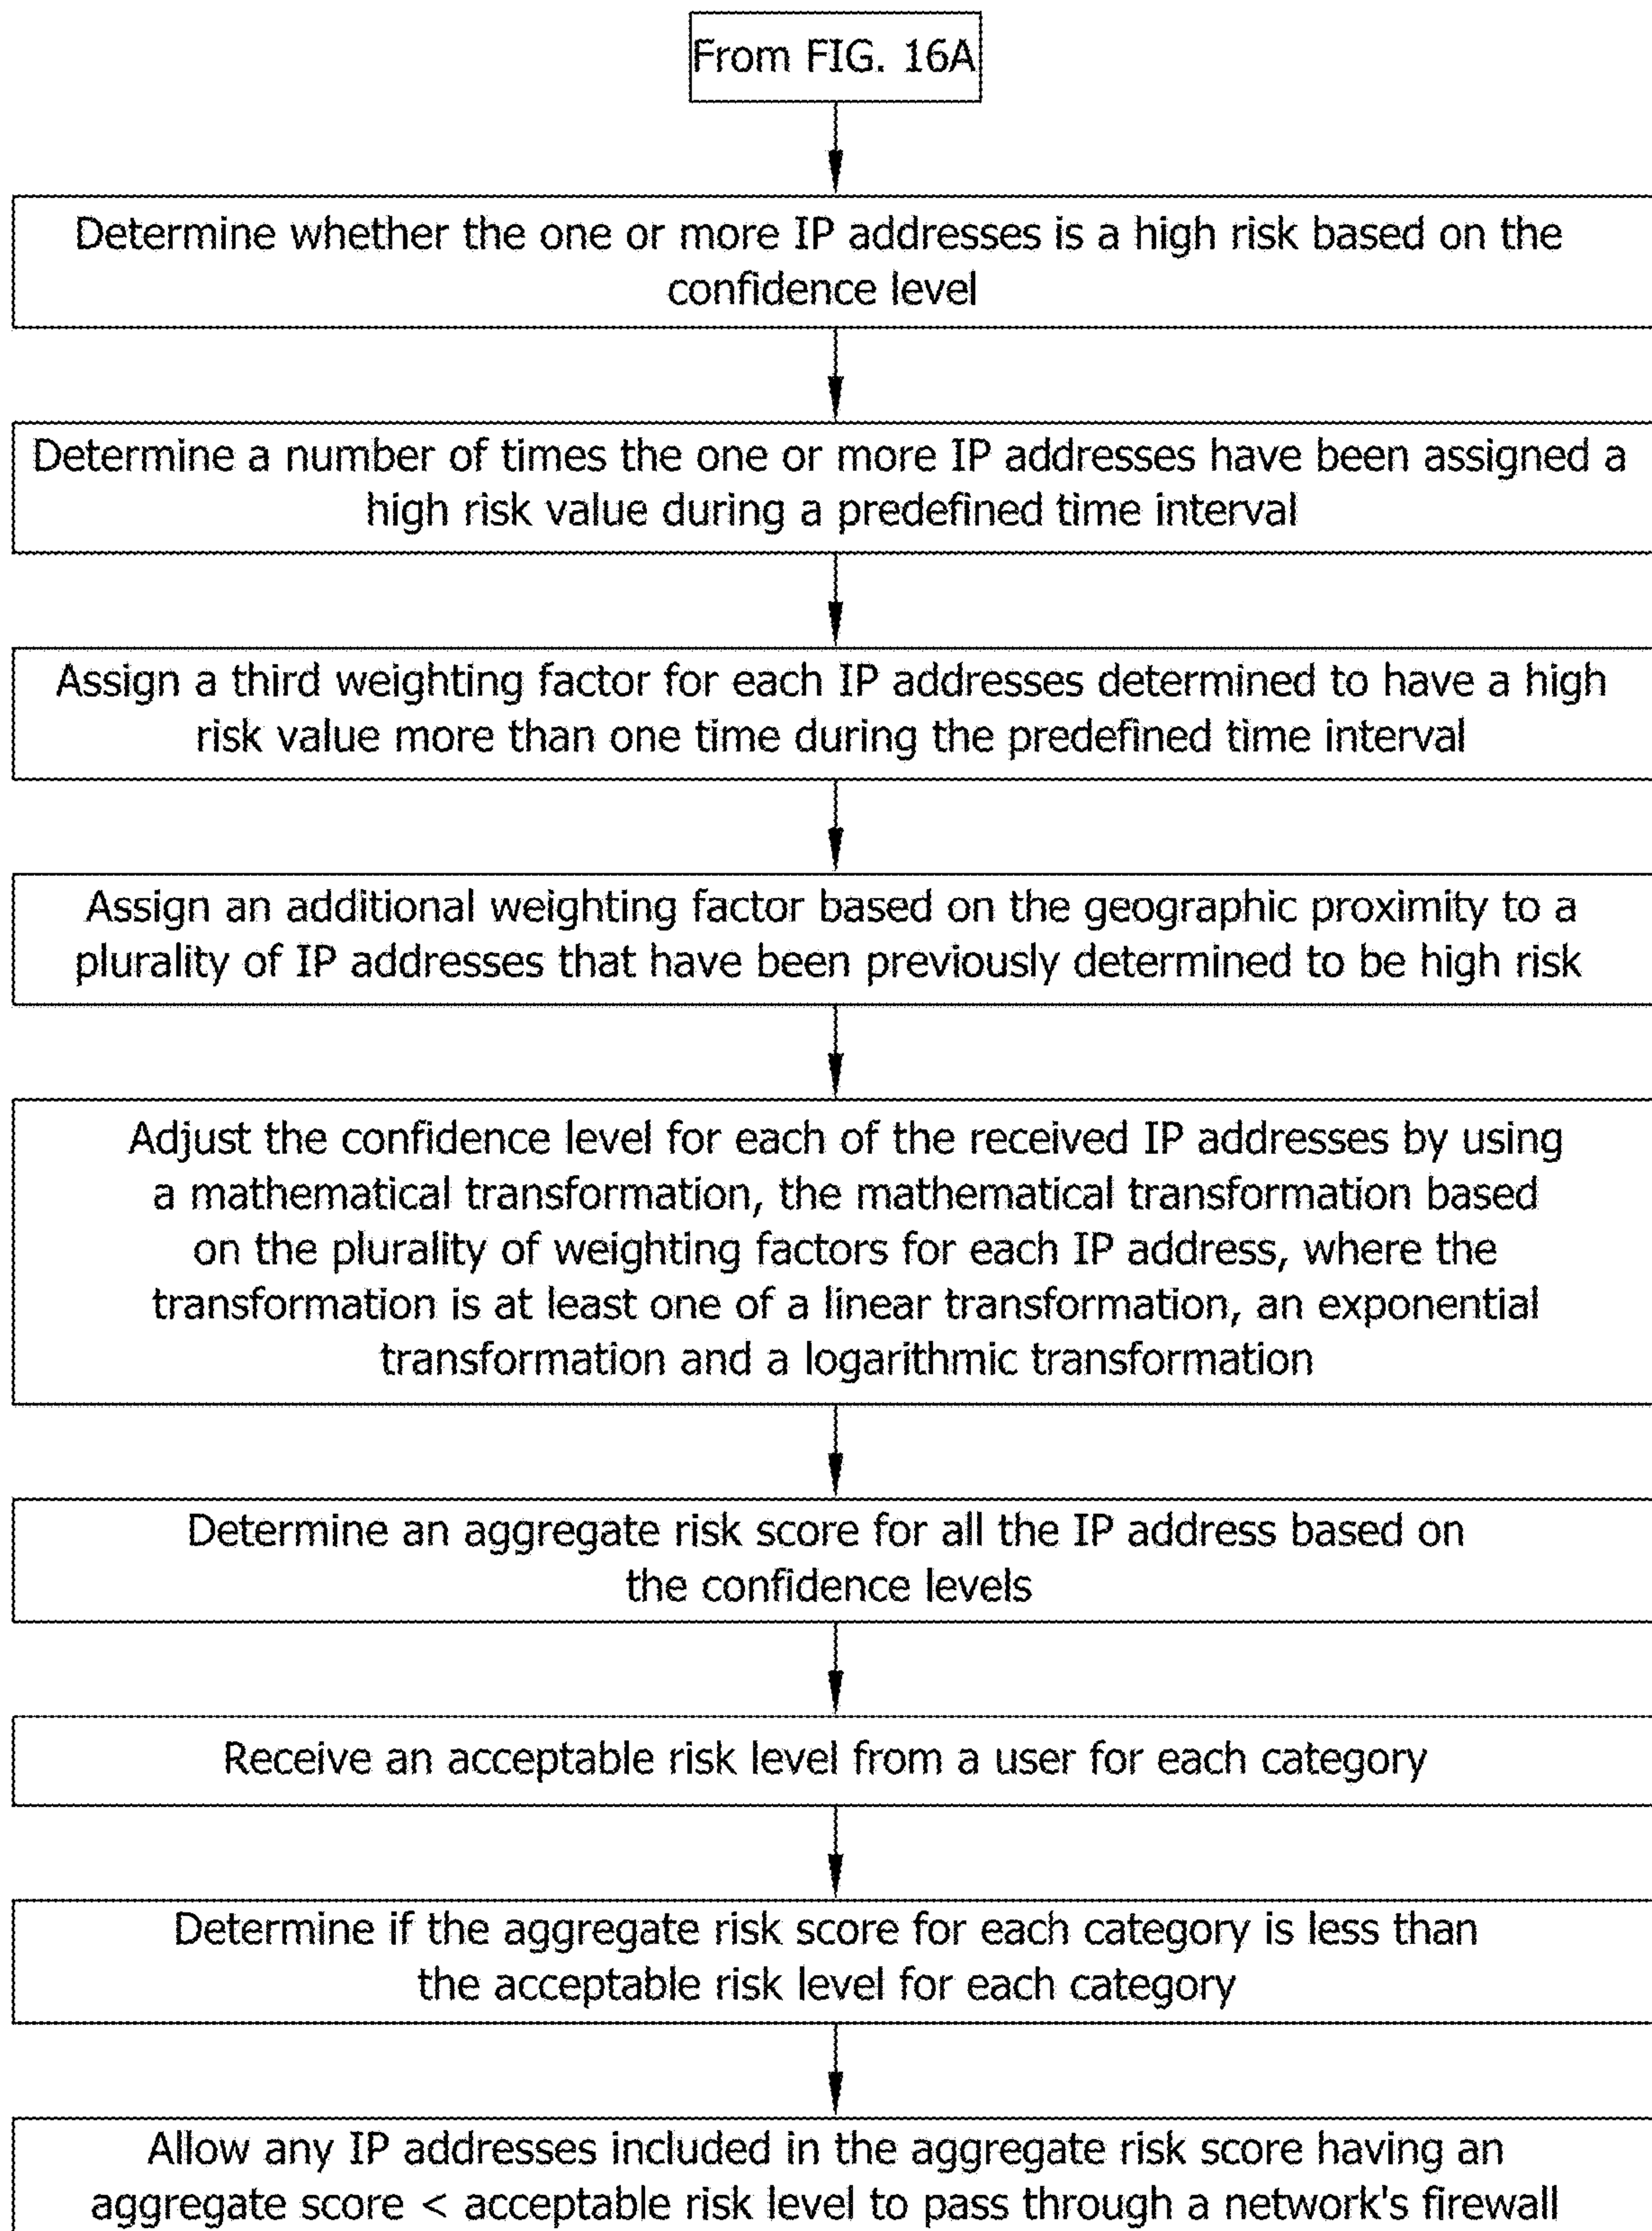 From FIG. 16A
Determine whether the one or more IP addresses is a high risk based on the
confidence level
Determine a number of times the one or more IP addresses have been assigned a
high risk value during a predefined time interval
Assign a third weighting factor for each IP addresses determined to have a high
risk value more than one time during the predefined time interval
Assign an additional weighting factor based on the geographic proximity to a
plurality of IP addresses that have been previously determined to be high risk
Adjust the confidence level for each of the received IP addresses by using
a mathematical transformation, the mathematical transformation based
on the plurality of weighting factors for each IP address, where the
transformation is at least one of a linear transformation, an exponential
transformation and a logarithmic transformation
Determine an aggregate risk score for all the IP address based on
the confidence levels
Receive an acceptable risk level from a user for each category
Determine if the aggregate risk score for each category is less than
the acceptable risk level for each category
Allow any IP addresses included in the aggregate risk score having an
aggregate score < acceptable risk level to pass through a network's firewall